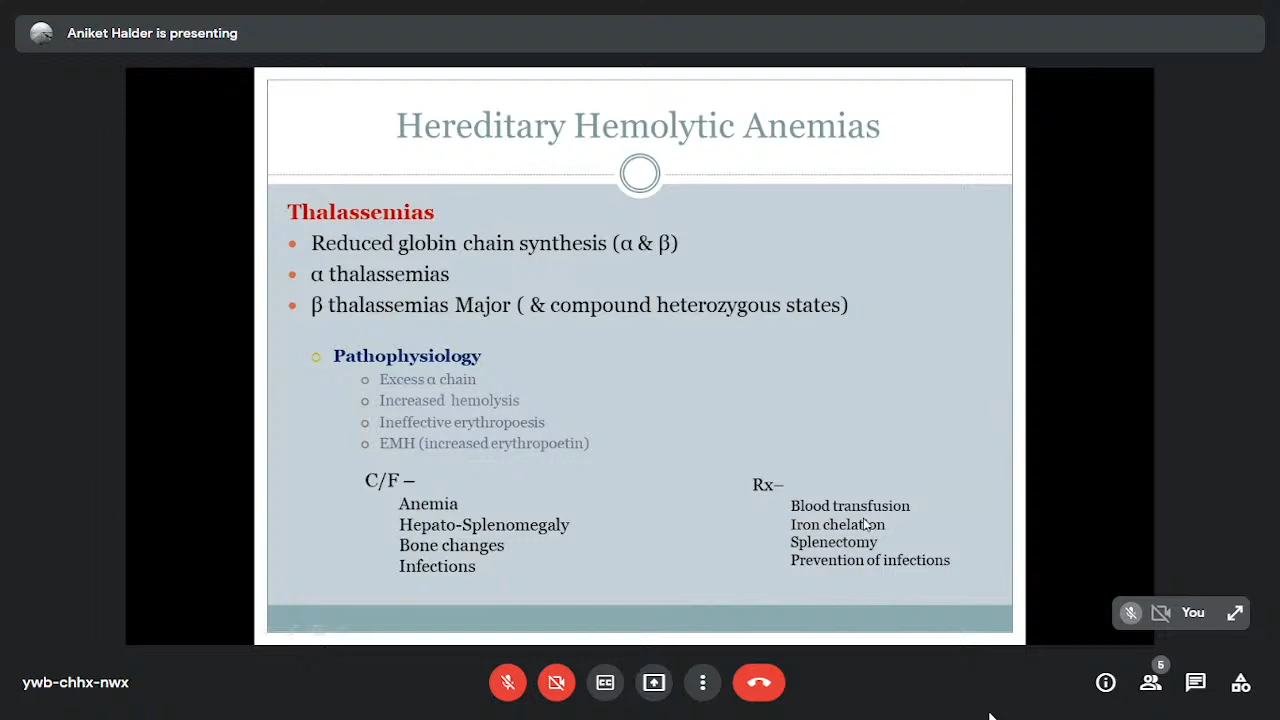 Aniket Halder is presenting
Hereditary Hemolytic Anemias
Thalassemias
Reduced globin chain synthesis (α & β)
α thalassemias
β thalassemias Major ( & compound heterozygous states)
Pathophysiology
Excess α chain
Increased hemolysis
Ineffective erythropoesis
EMH (increased erythropoetin)
C/F –
Anemia
Hepato-Splenomegaly
Bone changes
Infections
Rx–
Blood transfusion
Iron chelation
Splenectomy
Prevention of infections
You
ywb-chhx-nwx
CC
5